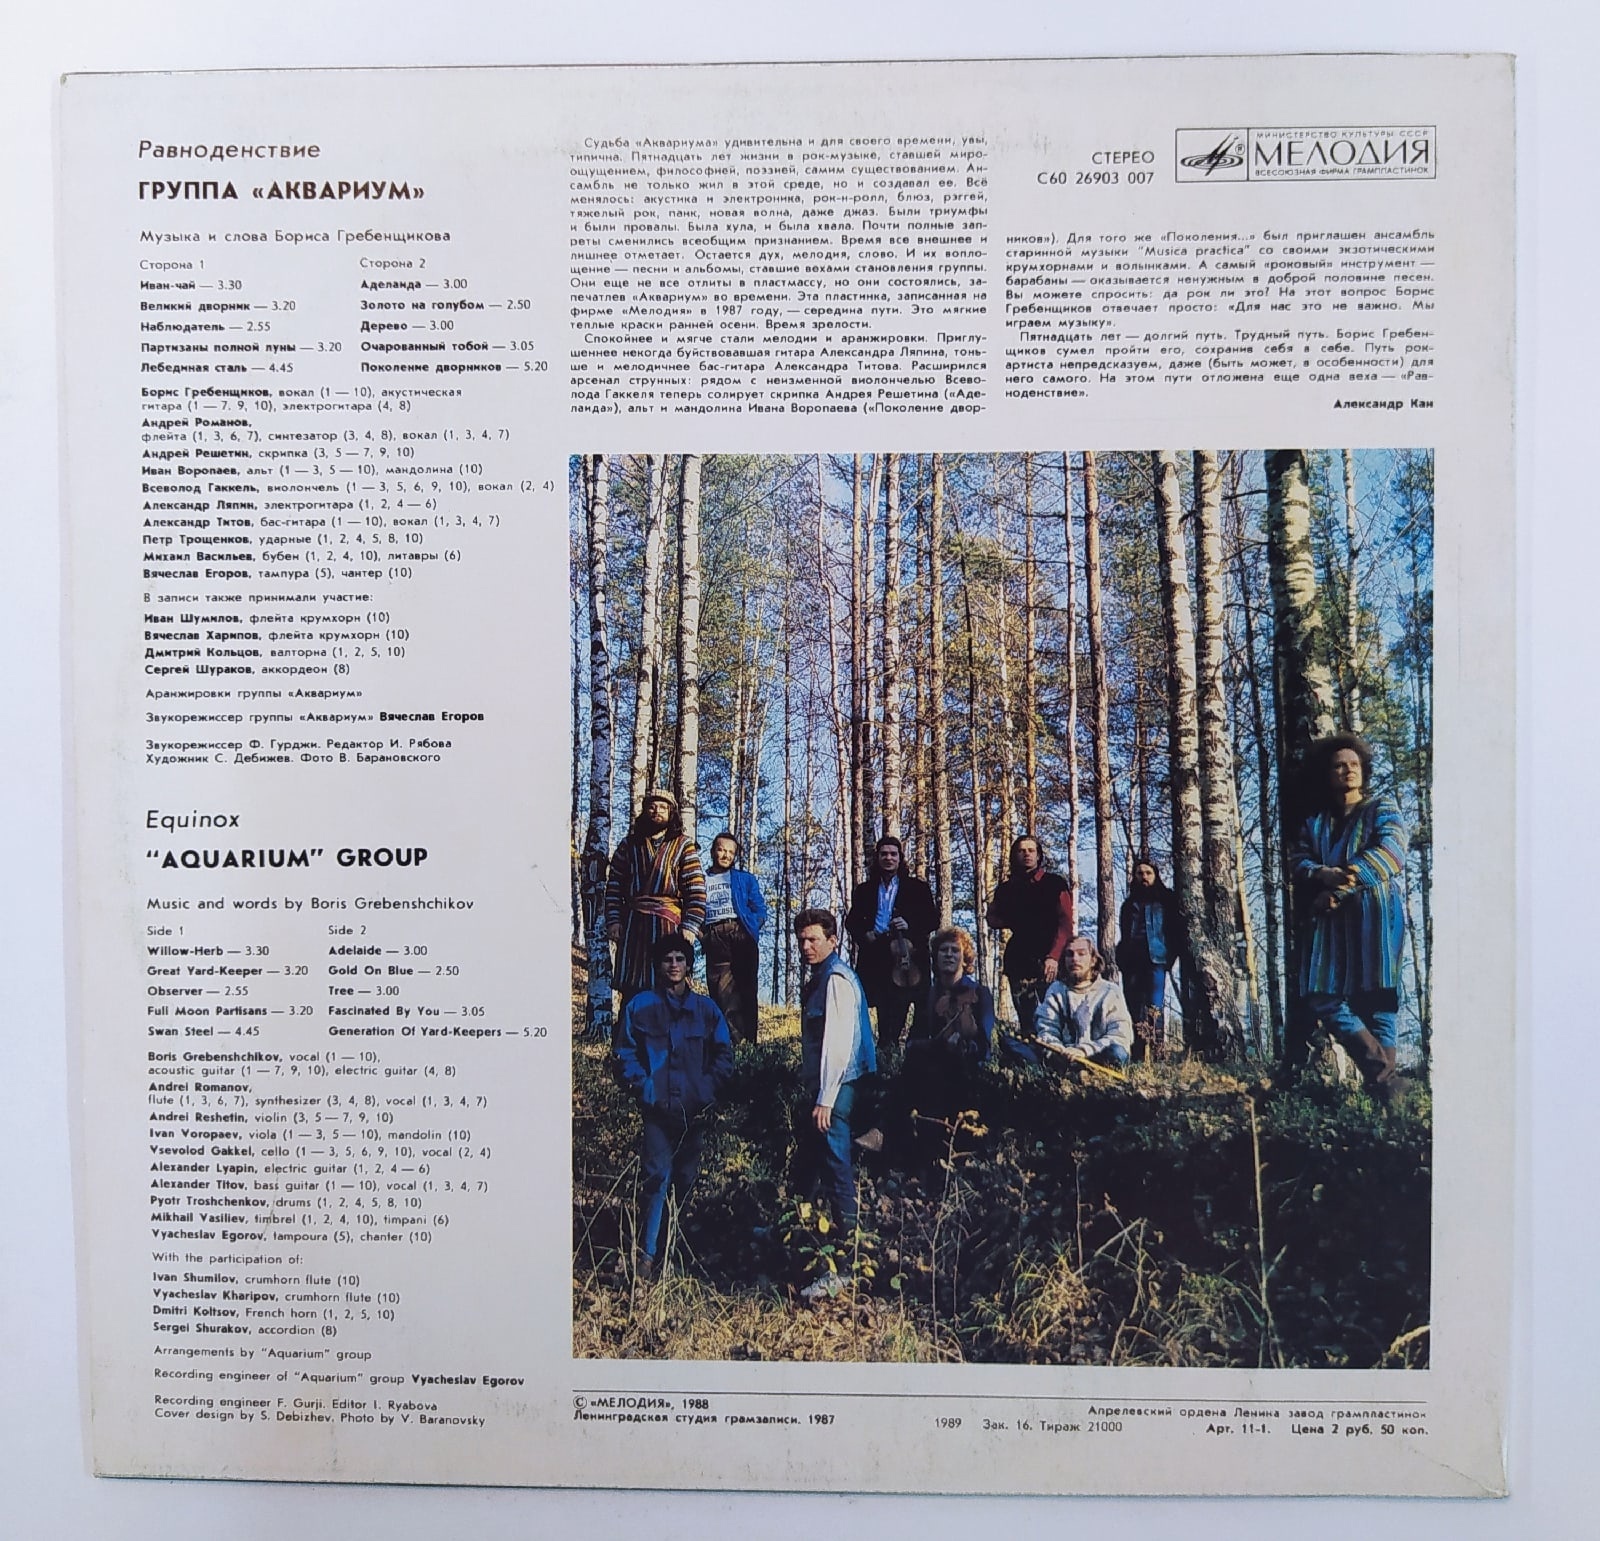 Равноденствие
ГРУППА «АКВАРИУМ»
Музыка и слова Бориса Гребенщикова
Сторона 1
Иван-чай — 3.30
Великий дворник — 3.20
Наблюдатель — 2.55
Партизаны полной луны — 3.20
Лебединая сталь — 4.45
Сторона 2
Аделаида — 3.00
Золото на голубом — 2.50
Дерево — 3.00
Очарованный тобой — 3.05
Поколение дворников — 5.20
Борис Гребенщиков, вокал (1 — 10), акустическая
гитара (1 — 7, 9, 10), электрогитара (4, 8)
Андрей Романов,
флейта (1, 3, 6, 7), синтезатор (3, 4, 8), вокал (1, 3, 4, 7)
Андрей Решетин, скрипка (3, 5 — 7, 9, 10)
Иван Воропаев, альт (1 — 3, 5 — 10), мандолина (10)
Всеволод Гаккель, виолончель (1 — 3, 5, 6, 9, 10), вокал (2, 4)
Александр Ляпин, электрогитара (1, 2, 4 — 6)
Александр Титов, бас-гитара (1 — 10), вокал (1, 3, 4, 7)
Петр Трощенков, ударные (1, 2, 4, 5, 8, 10)
Михаил Васильев, бубен (1, 2, 4, 10), литавры (6)
Вячеслав Егоров, тампура (5), чантер (10)
В записи также принимали участие:
Иван Шумилов, флейта крумхорн (10)
Вячеслав Харипов, флейта крумхорн (10)
Дмитрий Кольцов, валторна (1, 2, 5, 10)
Сергей Шураков, аккордеон (8)
Аранжировки группы «Аквариум»
Звукорежиссер группы «Аквариум» Вячеслав Егоров
Звукорежиссер Ф. Гурджи. Редактор И. Рябова
Художник С. Дебижев. Фото В. Барановского
Equinox
"AQUARIUM" GROUP
Music and words by Boris Grebenshchikov
Side 1
Willow-Herb — 3.30
Great Yard-Keeper — 3.20
Observer — 2.55
Full Moon Partisans — 3.20
Swan Steel — 4.45
Side 2
Adelaide — 3.00
Gold On Blue — 2.50
Tree — 3.00
Fascinated By You — 3.05
Generation Of Yard-Keepers — 5.20
Boris Grebenshchikov, vocal (1 — 10),
acoustic guitar (1 — 7, 9, 10), electric guitar (4, 8)
Andrei Romanov,
flute (1, 3, 6, 7), synthesizer (3, 4, 8), vocal (1, 3, 4, 7)
Andrei Reshetin, violin (3, 5 — 7, 9, 10)
Ivan Voropaev, viola (1 — 3, 5 — 10), mandolin (10)
Vsevolod Gakkel, cello (1 — 3, 5, 6, 9, 10), vocal (2, 4)
Alexander Lyapin, electric guitar (1, 2, 4 — 6)
Alexander Titov, bass guitar (1 — 10), vocal (1, 3, 4, 7)
Pyotr Troshchenkov, drums (1, 2, 4, 5, 8, 10)
Mikhail Vasiliev, timbrel (1, 2, 4, 10), timpani (6)
Vyacheslav Egorov, tampoura (5), chanter (10)
With the participation of:
Ivan Shumilov, crumhorn flute (10)
Vyacheslav Kharipov, crumhorn flute (10)
Dmitri Koltsov, French horn (1, 2, 5, 10)
Sergei Shurakov, accordion (8)
Arrangements by "Aquarium" group
Recording engineer of "Aquarium" group Vyacheslav Egorov
Recording engineer F. Gurji. Editor I. Ryabova
Cover design by S. Debizhev. Photo by V. Baranovsky
Судьба «Аквариума» удивительна и для своего времени, увы,
типична. Пятнадцать лет жизни в рок-музыке, ставшей миро-
ощущением, философией, поэзией, самим существованием. Ан-
самбль не только жил в этой среде, но и создавал ее. Всё
менялось: акустика и электроника, рок-н-ролл, блюз, рэггей,
тяжелый рок, панк, новая волна, даже джаз. Были триумфы
и были провалы. Была хула, и была хвала. Почти полные зап-
реты сменились всеобщим признанием. Время все внешнее и
лишнее отметает. Остается дух, мелодия, слово. И их вопло-
щение — песни и альбомы, ставшие вехами становления группы.
Они еще не все отлиты в пластмассу, но они состоялись, за-
печатлев «Аквариум» во времени. Эта пластинка, записанная на
фирме «Мелодия» в 1987 году, — середина пути. Это мягкие
теплые краски ранней осени. Время зрелости.
Спокойнее и мягче стали мелодии и аранжировки. Приглу-
шеннее некогда буйствовавшая гитара Александра Ляпина, тонь-
ше и мелодичнее бас-гитара Александра Титова. Расширился
арсенал струнных: рядом с неизменной виолончелью Всево-
лода Гаккеля теперь солирует скрипка Андрея Решетина («Аде-
лаида»), альт и мандолина Ивана Воропаева («Поколение двор-
СТЕРЕО
С60 26903 007
МИНИСТЕРСТВО КУЛЬТУРЫ СССР
МЕЛОДИЯ
ВСЕСОЮЗНАЯ ФИРМА ГРАМПЛАСТИНОК
ников»). Для того же «Поколения...» был приглашен ансамбль
старинной музыки "Musica practica" со своими экзотическими
крумхорнами и волынками. А самый «роковый» инструмент —
барабаны — оказывается ненужным в доброй половине песен.
Вы можете спросить: да рок ли это? На этот вопрос Борис
Гребенщиков отвечает просто: «Для нас это не важно. Мы
играем музыку».
Пятнадцать лет — долгий путь. Трудный путь. Борис Гребен-
щиков сумел пройти его, сохранив себя в себе. Путь рок-
артиста непредсказуем, даже (быть может, в особенности) для
него самого. На этом пути отложена еще одна веха — «Рав-
ноденствие».
Александр Кан
© «МЕЛОДИЯ», 1988
Ленинградская студия грамзаписи. 1987
1989 Зак. 16. Тираж 21000
Апрелевский ордена Ленина завод грампластинок
Арт. 11-1. Цена 2 руб. 50 коп.